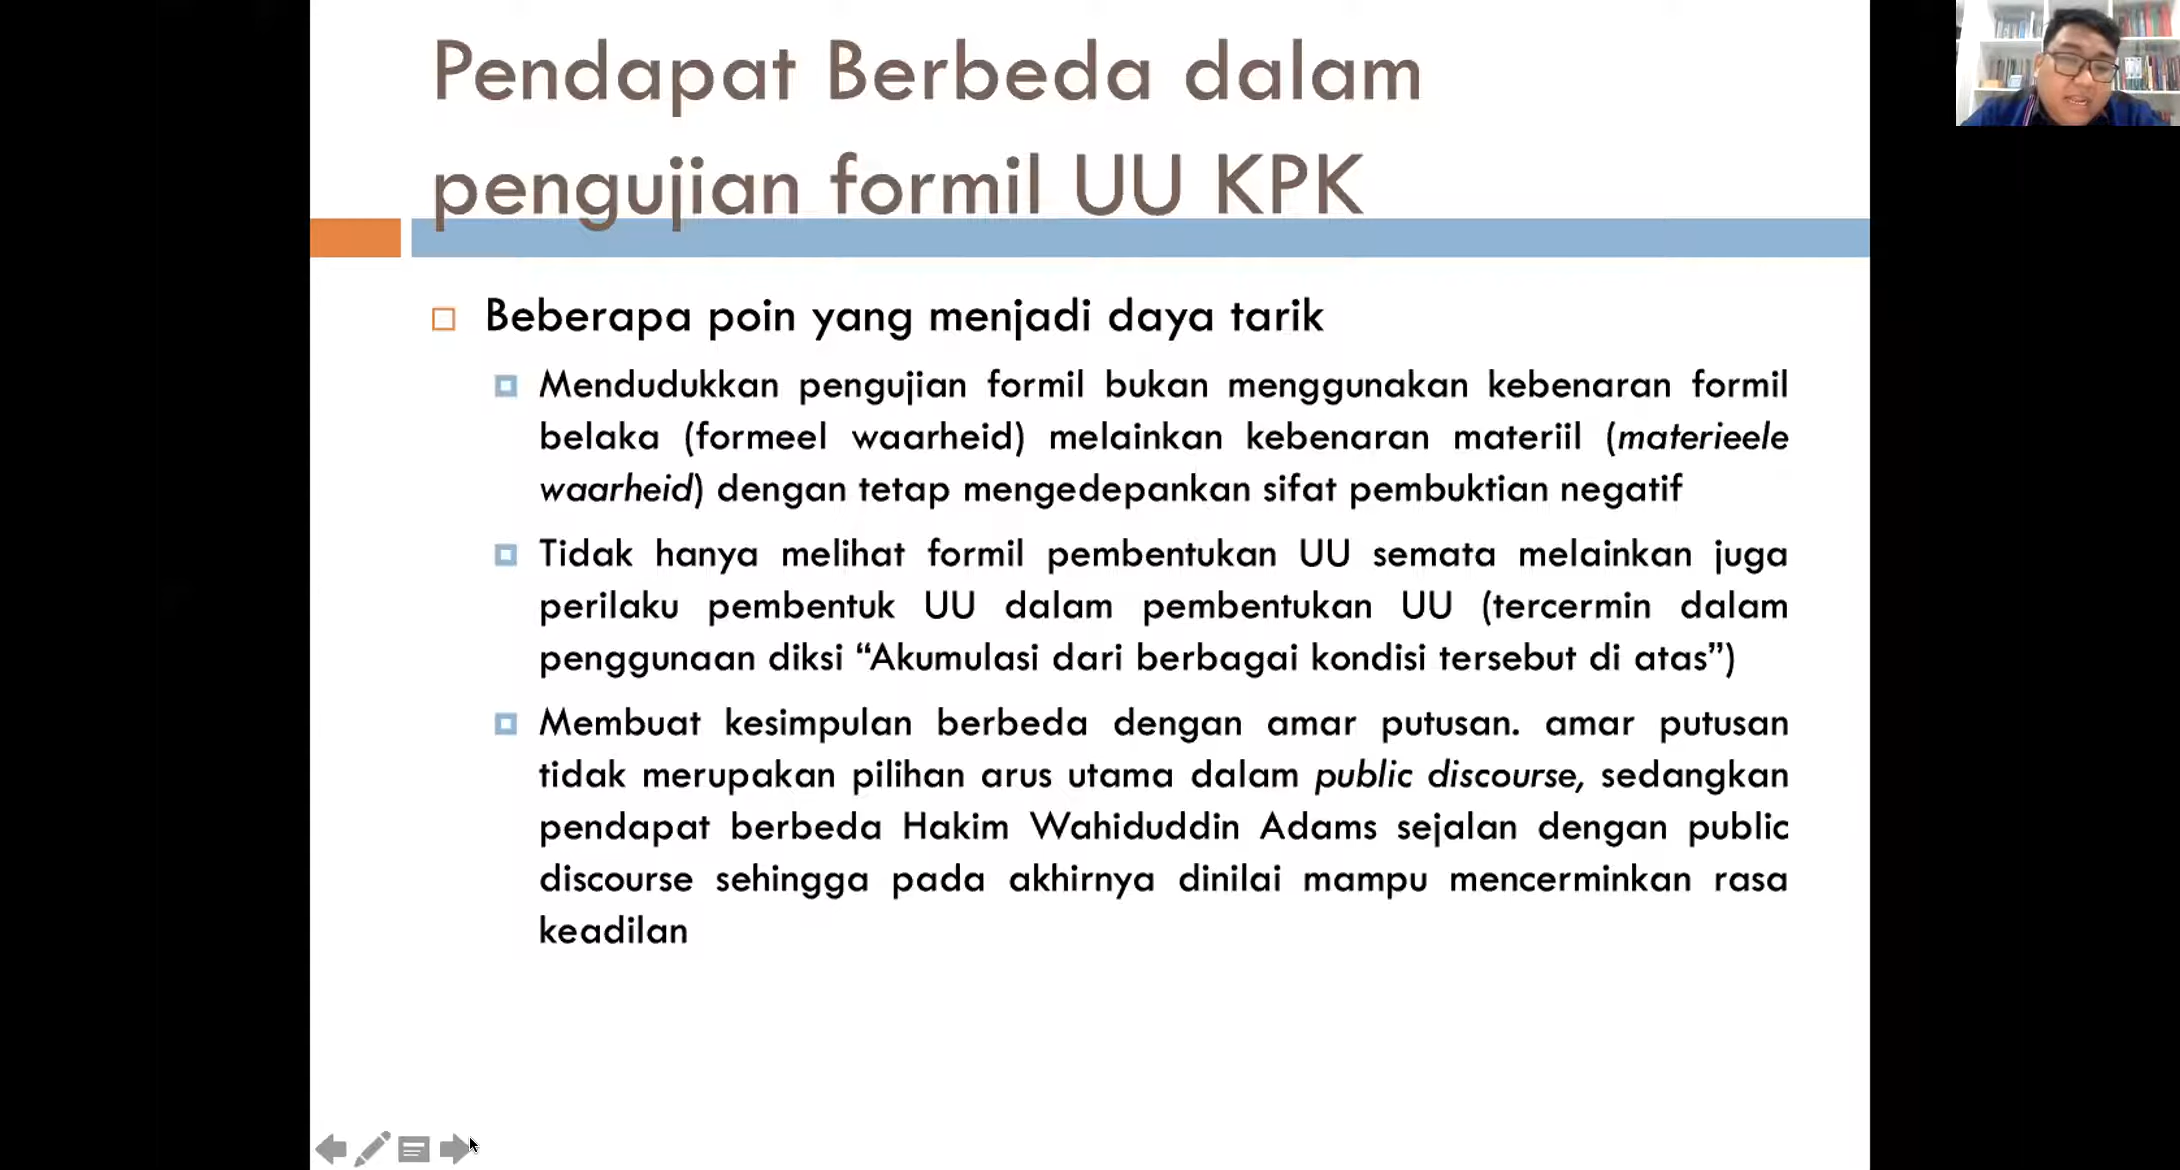 Pendapat Berbeda dalam
pengujian formil UU KPK
Beberapa poin yang menjadi daya tarik
Mendudukkan pengujian formil bukan menggunakan kebenaran formil
belaka (formeel waarheid) melainkan kebenaran materiil (materieele
waarheid) dengan tetap mengedepankan sifat pembuktian negatif
Tidak hanya melihat formil pembentukan UU semata melainkan juga
perilaku pembentuk UU dalam pembentukan UU (tercermin dalam
penggunaan diksi “Akumulasi dari berbagai kondisi tersebut di atas”)
Membuat kesimpulan berbeda dengan amar putusan. amar putusan
tidak merupakan pilihan arus utama dalam public discourse, sedangkan
pendapat berbeda Hakim Wahiduddin Adams sejalan dengan public
discourse sehingga pada akhirnya dinilai mampu mencerminkan rasa
keadilan